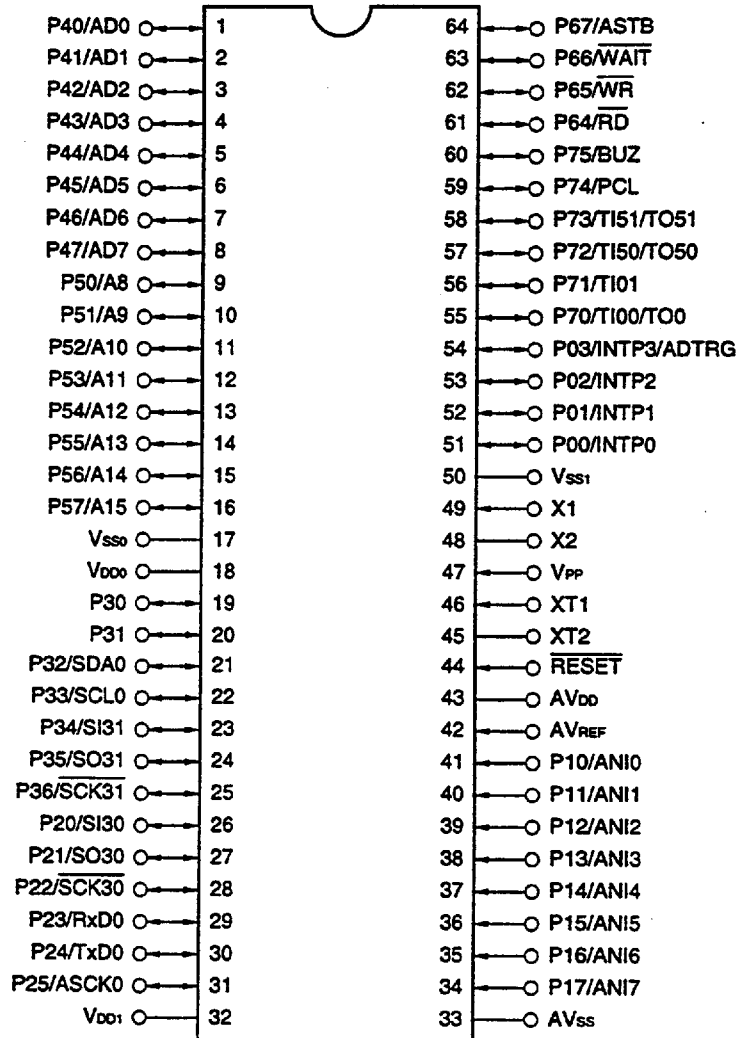 P40/AD0 1 64 P67/ASTB
P41/AD1 2 63 P66/WAIT
P42/AD2 3 62 P65/WR
P43/AD3 4 61 P64/RD
P44/AD4 5 60 P75/BUZ
P45/AD5 6 59 P74/PCL
P46/AD6 7 58 P73/TI51/TO51
P47/AD7 8 57 P72/TI50/TO50
P50/A8 9 56 P71/TI01
P51/A9 10 55 P70/TI00/TO0
P52/A10 11 54 P03/INTP3/ADTRG
P53/A11 12 53 P02/INTP2
P54/A12 13 52 P01/INTP1
P55/A13 14 51 P00/INTP0
P56/A14 15 50 VSS1
P57/A15 16 49 X1
VSS0 17 48 X2
VDD0 18 47 VPP
P30 19 46 XT1
P31 20 45 XT2
P32/SDA0 21 44 RESET
P33/SCL0 22 43 AVDD
P34/SI31 23 42 AVREF
P35/SO31 24 41 P10/ANI0
P36/SCK31 25 40 P11/ANI1
P20/SI30 26 39 P12/ANI2
P21/SO30 27 38 P13/ANI3
P22/SCK30 28 37 P14/ANI4
P23/RxD0 29 36 P15/ANI5
P24/TxD0 30 35 P16/ANI6
P25/ASCK0 31 34 P17/ANI7
VDD1 32 33 AVSS